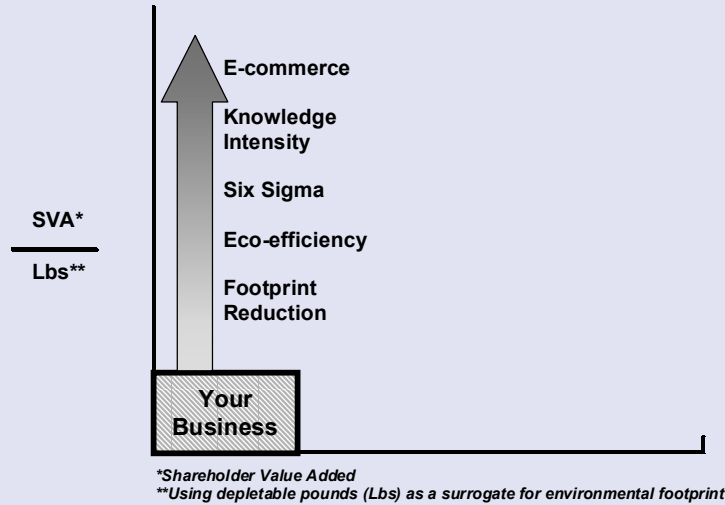 E-commerce
Knowledge
Intensity
Six Sigma
SVA*
Eco-efficiency
Lbs**
Footprint
Reduction
Your
Business
*Shareholder Value Added
**Using depletable pounds (Lbs) as a surrogate for environmental footprint